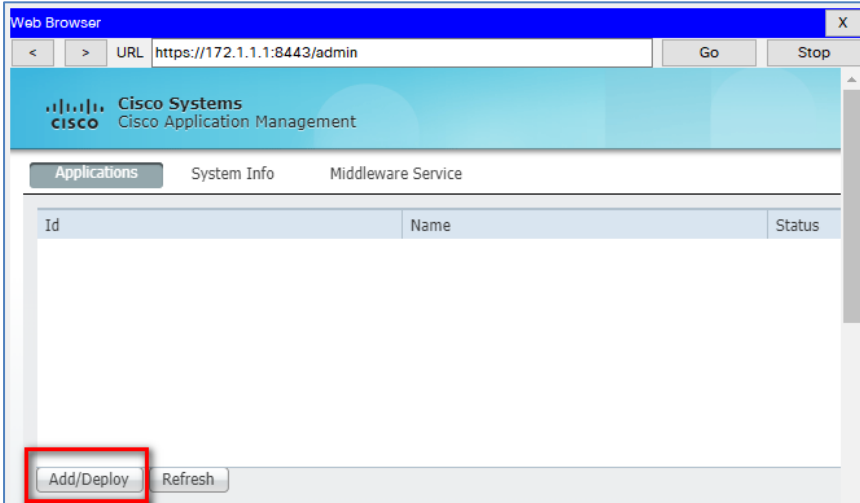 Web Browser X
< > URL https://172.1.1.1:8443/admin Go Stop
Cisco Systems
CISCO Cisco Application Management
Applications System Info Middleware Service
Id Name Status
Add/Deploy Refresh